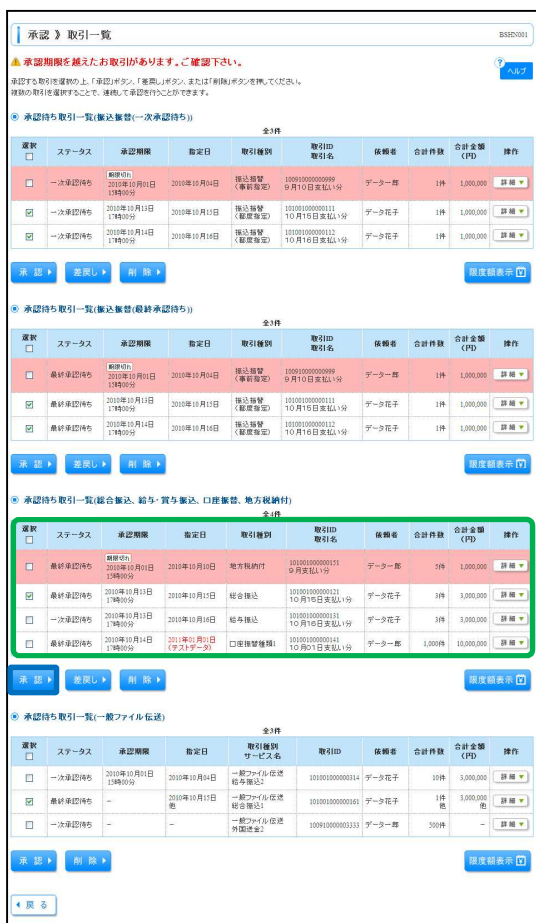 承認 》 取引一覧 BSHN001
承認期限を越えたお取引があります。ご確認下さい。
? ヘルプ
承認する取引を選択の上、「承認」ボタン、「差戻し」ボタン、または「削除」ボタンを押してください。
複数の取引を選択することで、連続して承認を行うことができます。
承認待ち取引一覧(振込振替(一次承認待ち))
全3件
選択 ステータス 承認期限 指定日 取引種別 取引ID 取引名 依頼者 合計件数 合計金額(円) 操作
一次承認待ち 期限切れ 2010年10月01日 15時00分 2010年10月04日 振込振替(事前指定) 100910000000999 9月10日支払い分 データ一郎 1件 1,000,000 詳細
一次承認待ち 2010年10月13日 17時00分 2010年10月15日 振込振替(都度指定) 101001000000111 10月15日支払い分 データ花子 1件 1,000,000 詳細
一次承認待ち 2010年10月14日 17時00分 2010年10月16日 振込振替(都度指定) 101001000000112 10月16日支払い分 データ花子 1件 1,000,000 詳細
承認 差戻し 削除 限度額表示
承認待ち取引一覧(振込振替(最終承認待ち))
全3件
選択 ステータス 承認期限 指定日 取引種別 取引ID 取引名 依頼者 合計件数 合計金額(円) 操作
最終承認待ち 期限切れ 2010年10月01日 15時00分 2010年10月04日 振込振替(事前指定) 100910000000999 9月10日支払い分 データ一郎 1件 1,000,000 詳細
最終承認待ち 2010年10月13日 17時00分 2010年10月15日 振込振替(都度指定) 101001000000111 10月15日支払い分 データ花子 1件 1,000,000 詳細
最終承認待ち 2010年10月14日 17時00分 2010年10月16日 振込振替(都度指定) 101001000000112 10月16日支払い分 データ花子 1件 1,000,000 詳細
承認 差戻し 削除 限度額表示
承認待ち取引一覧(総合振込、給与・賞与振込、口座振替、地方税納付)
全4件
選択 ステータス 承認期限 指定日 取引種別 取引ID 取引名 依頼者 合計件数 合計金額(円) 操作
最終承認待ち 期限切れ 2010年10月01日 15時00分 2010年10月10日 地方税納付 101001000000151 9月支払い分 データ一郎 5件 1,000,000 詳細
最終承認待ち 2010年10月13日 17時00分 2010年10月15日 総合振込 101001000000121 10月15日支払い分 データ花子 3件 3,000,000 詳細
一次承認待ち 2010年10月13日 17時00分 2010年10月16日 給与振込 101001000000131 10月16日支払い分 データ花子 3件 3,000,000 詳細
最終承認待ち 2010年10月14日 17時00分 2011年01月01日(テストデータ) 口座振替種類1 101001000000141 10月01日支払い分 データ一郎 1,000件 10,000,000 詳細
承認 差戻し 削除 限度額表示
承認待ち取引一覧(一般ファイル伝送)
全3件
選択 ステータス 承認期限 指定日 取引種別 サービス名 取引ID 依頼者 合計件数 合計金額(円) 操作
一次承認待ち 2010年10月01日 15時00分 2010年10月04日 一般ファイル伝送 給与振込2 101001000000314 データ花子 10件 3,000,000 詳細
最終承認待ち - 2010年10月15日 他 一般ファイル伝送 総合振込1 101001000000161 データ花子 1件 他 3,000,000 他 詳細
一次承認待ち - - 一般ファイル伝送 外国送金2 100910000003333 データ一郎 500件 - 詳細
承認 削除 限度額表示
戻る